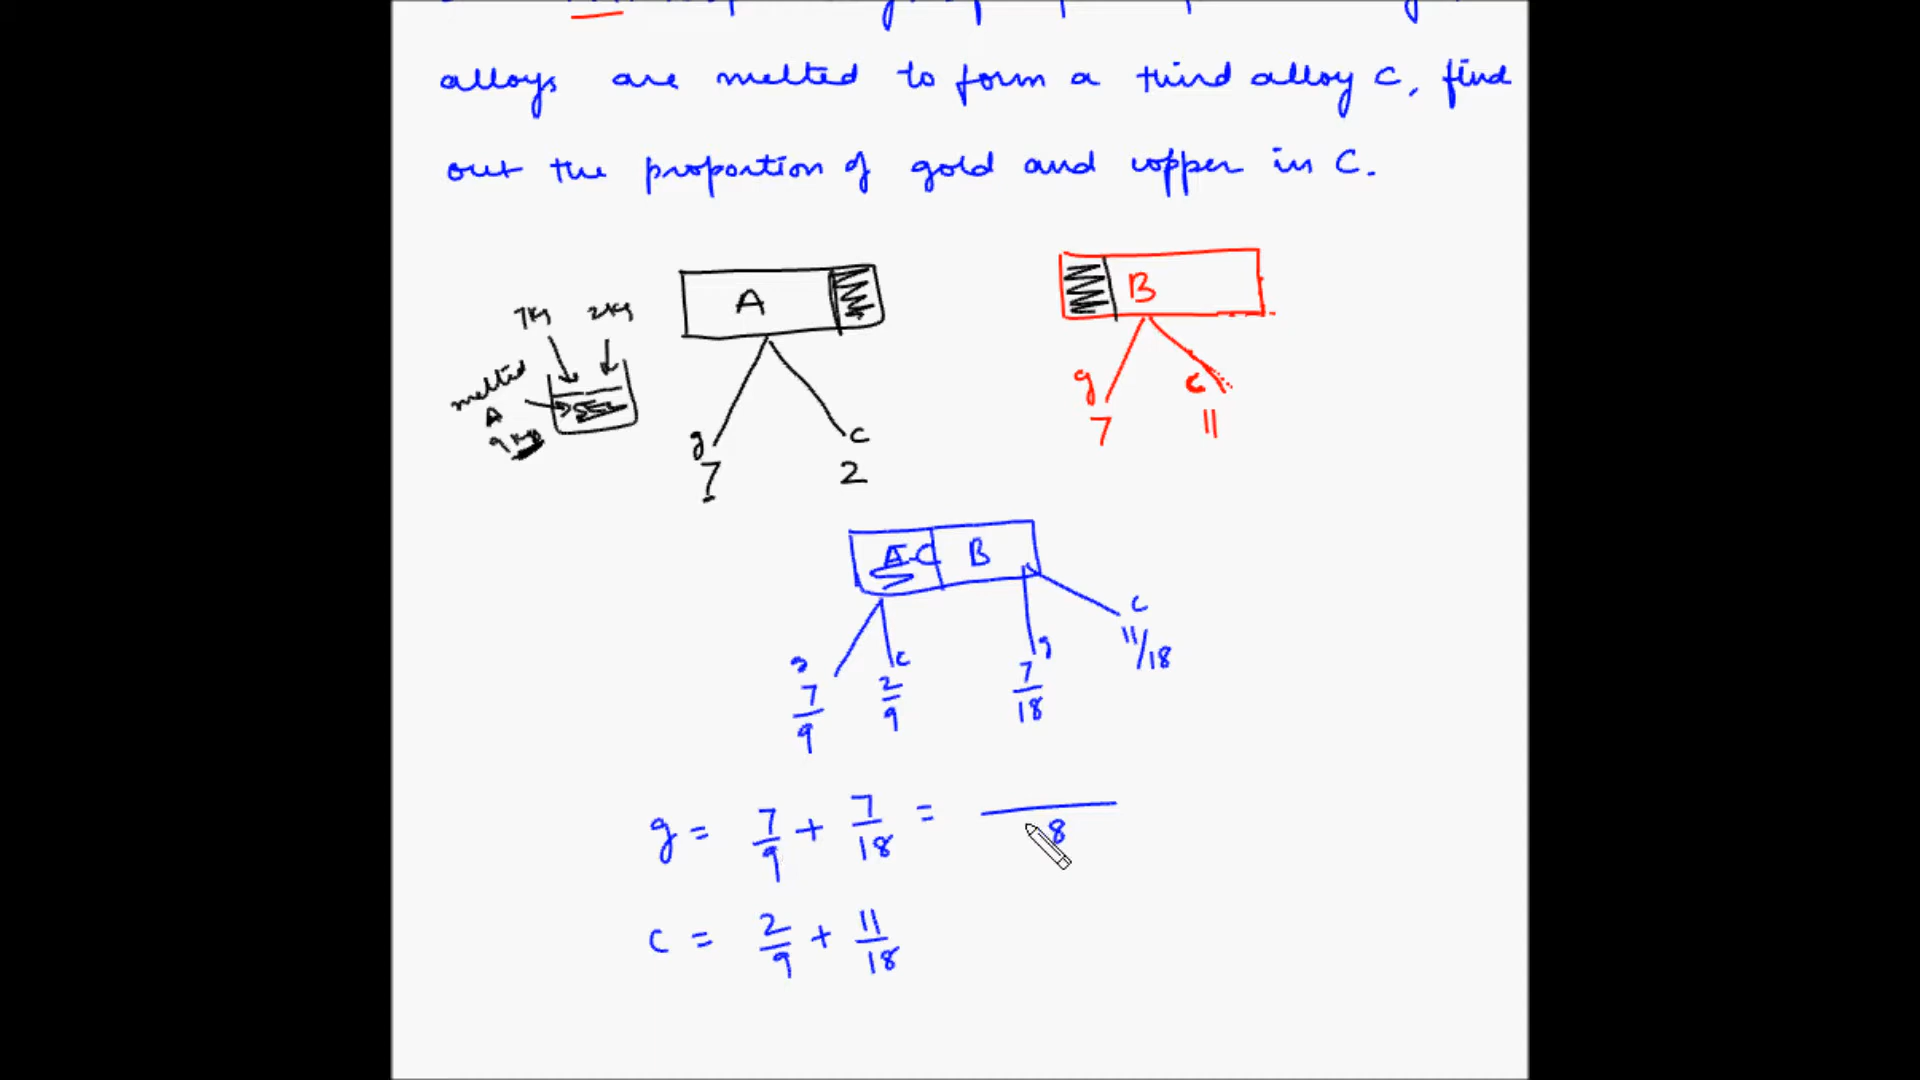 alloys are melted to form a third alloy C, find
out the proportion of gold and copper in C.
7Kg 2Kg
A
B
melted
A
g c
7 2
g c
7 11
B
g c
7/9 2/9
g c
7/18 11/18
g = 7/9 + 7/18 =
8
c = 2/9 + 11/18